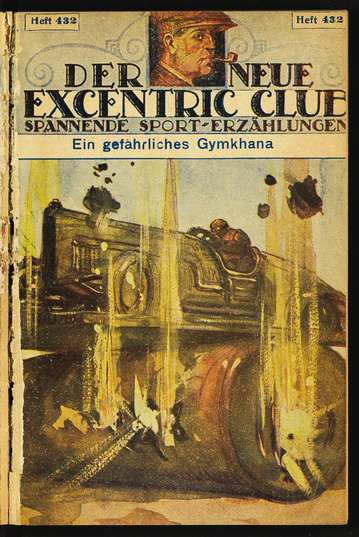 Heft 432
Heft 432
DER NEUE
EXCENTRIC CLUB
SPANNENDE SPORT-ERZÄHLUNGEN
Ein gefährliches Gymkhana